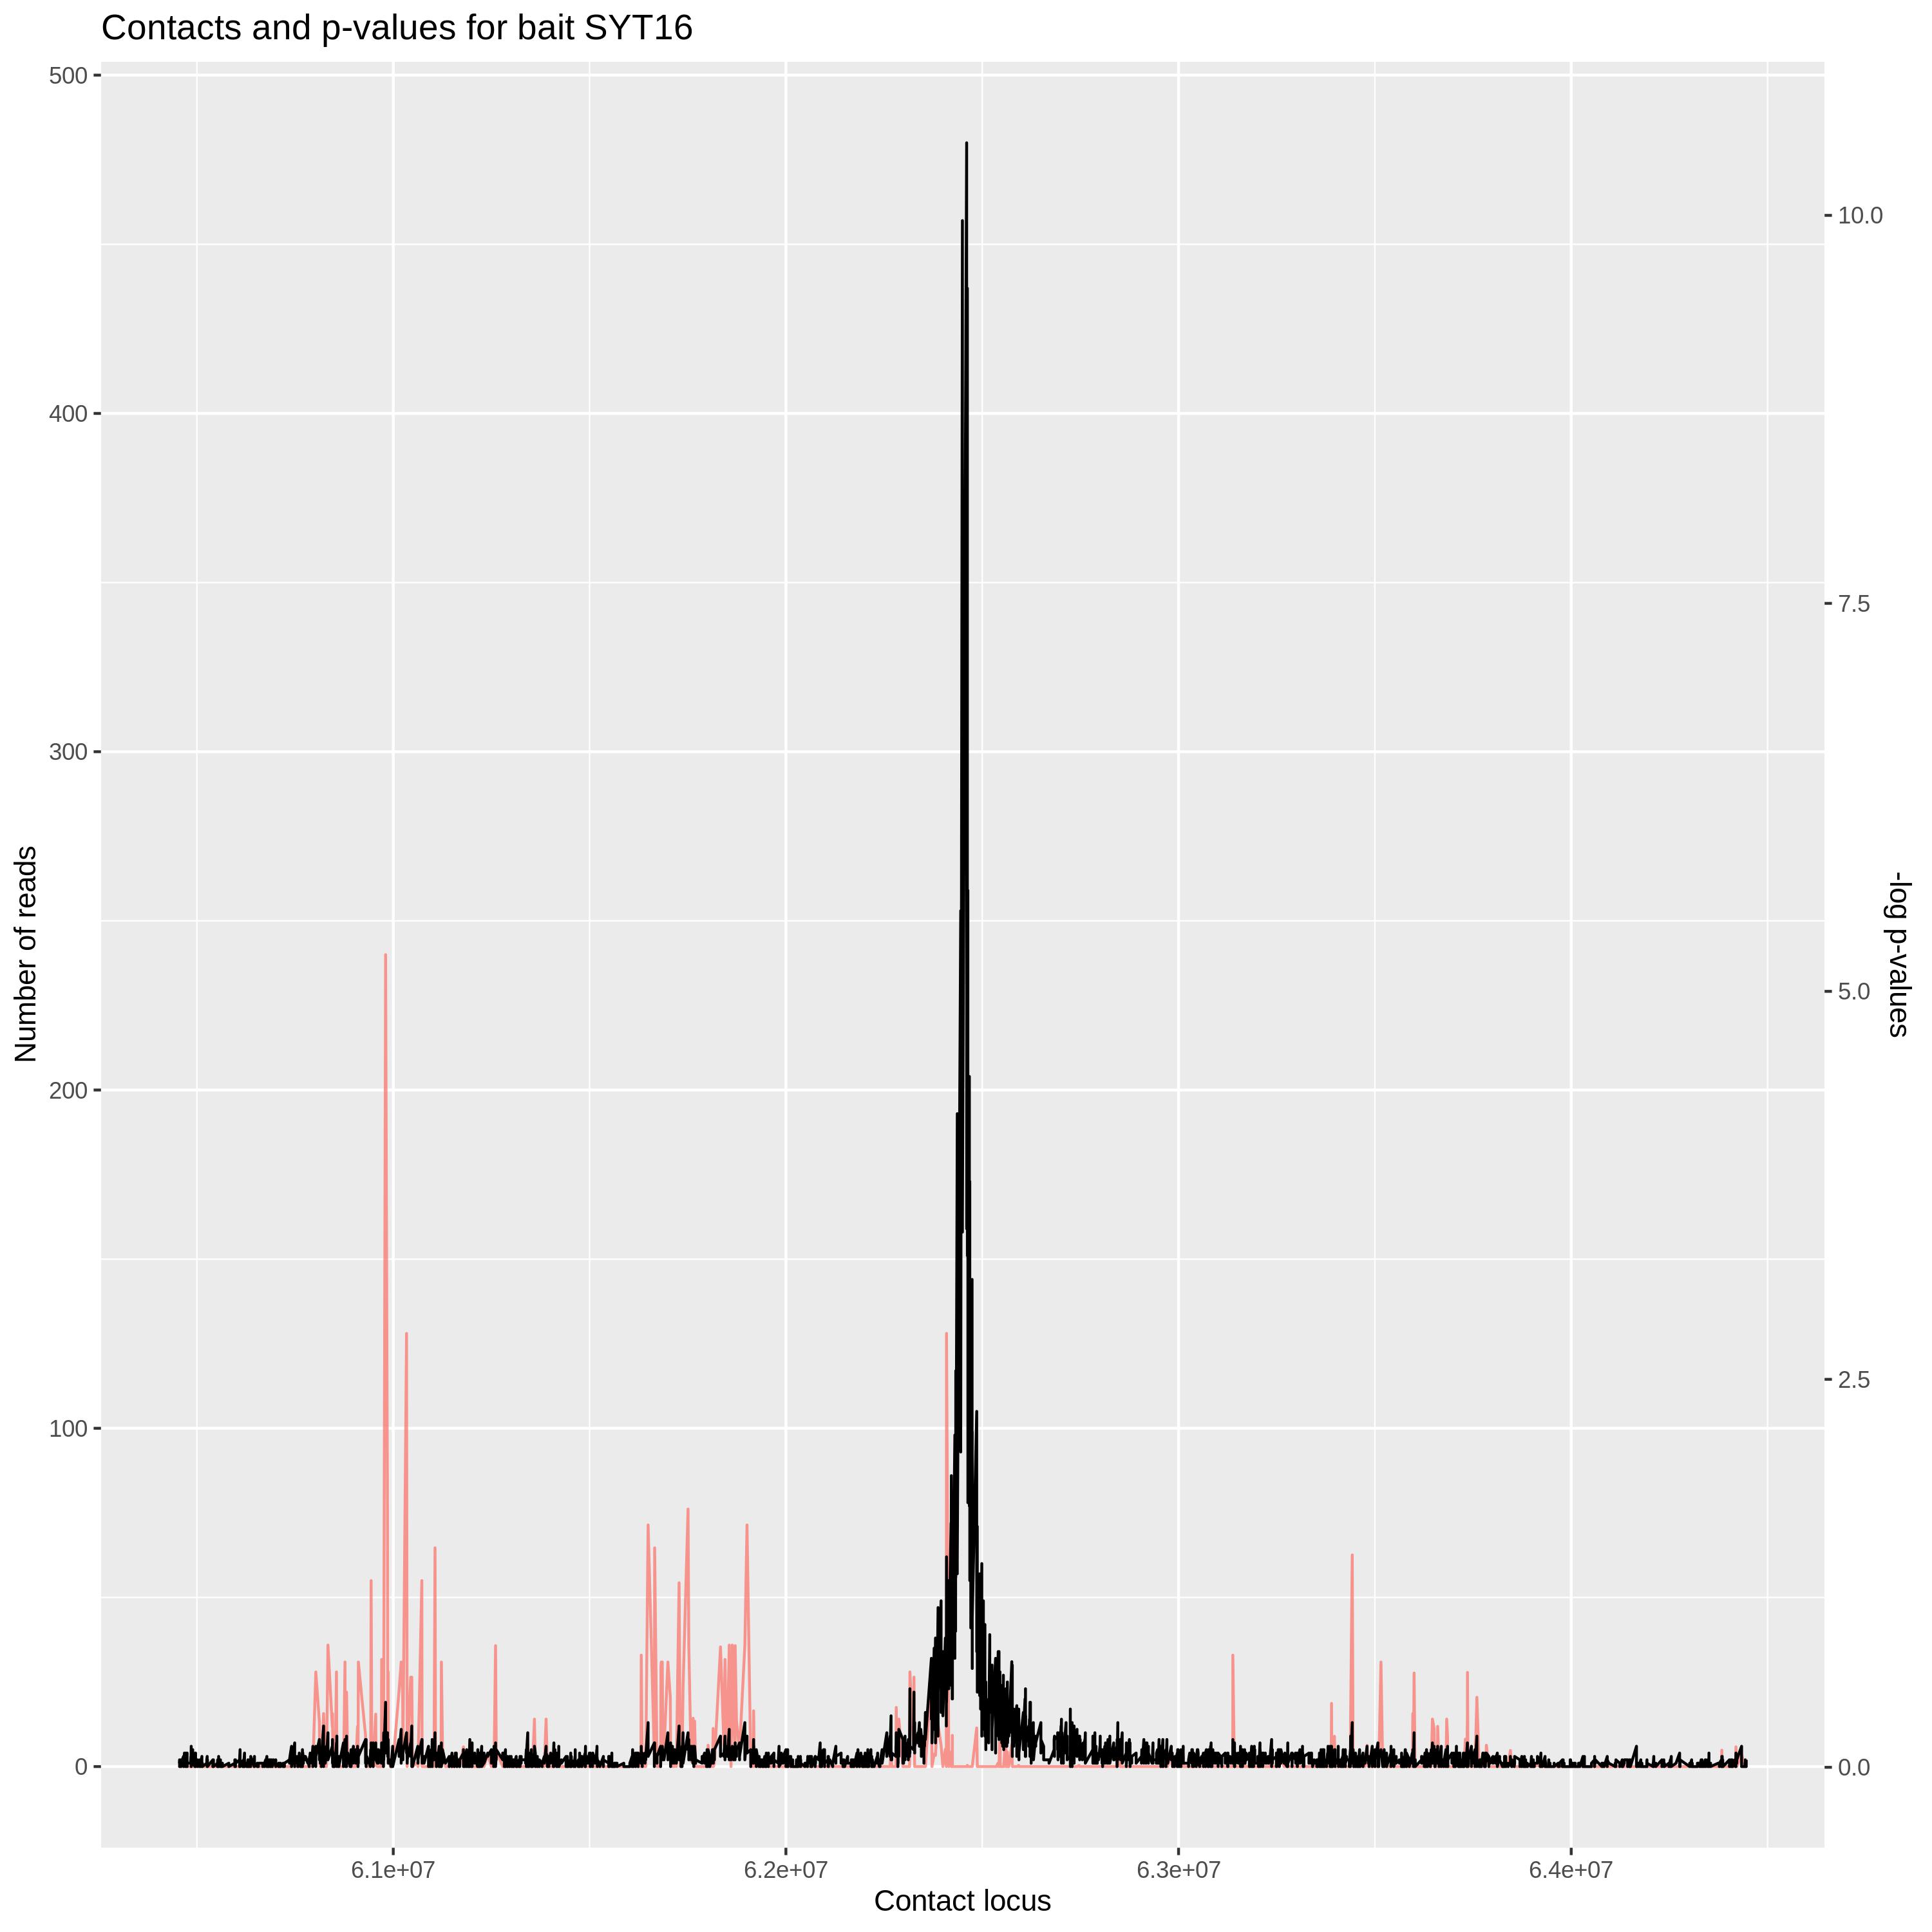 Contacts and p-values for bait SYT16
500
400
300
200
100
0
Number of reads
10.0
7.5
5.0
2.5
0.0
-log p-values
6.1e+07
6.2e+07
6.3e+07
6.4e+07
Contact locus